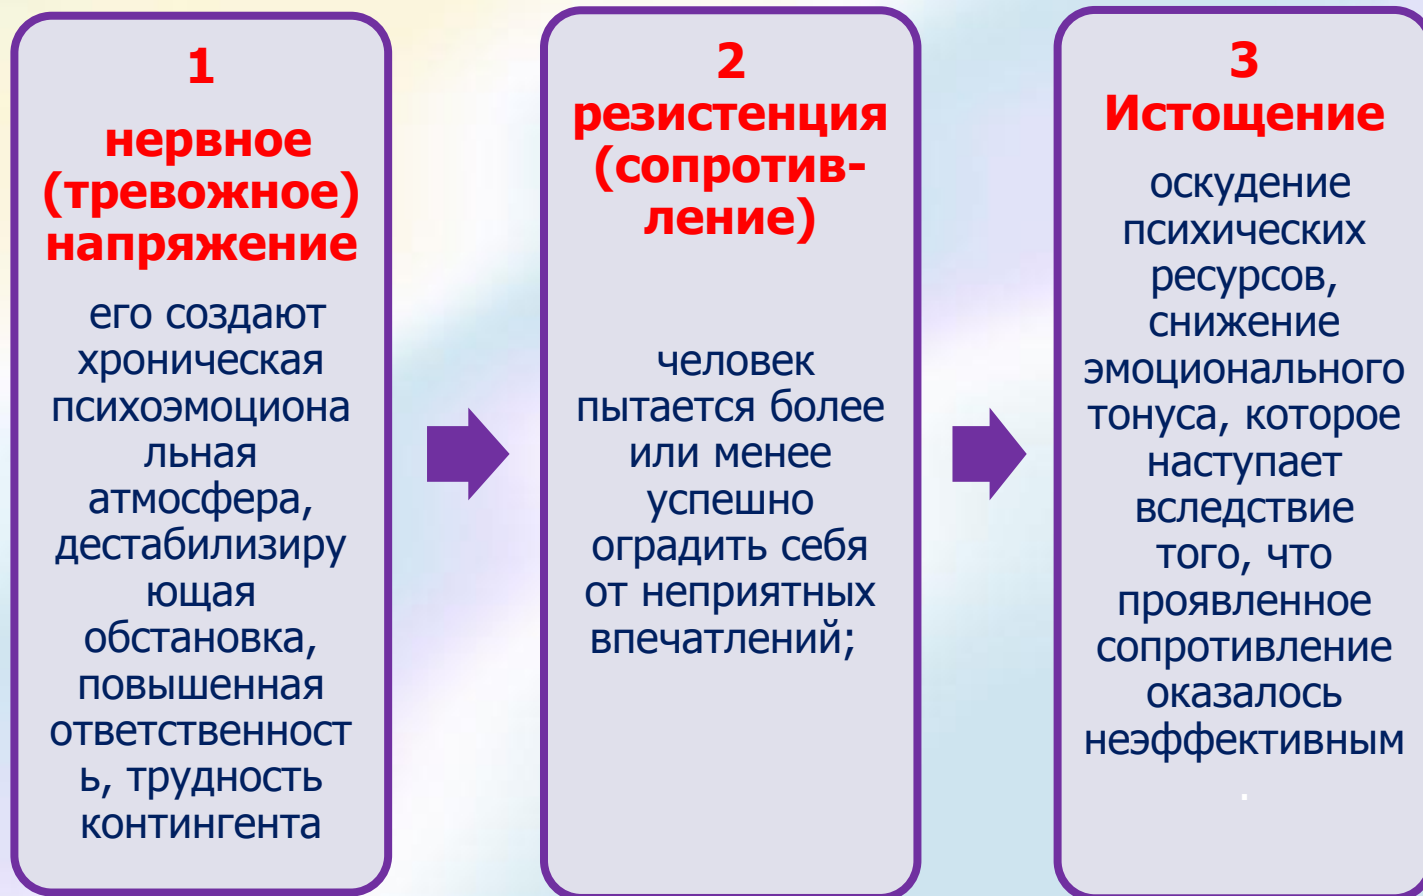 1
нервное
(тревожное)
напряжение
его создают
хроническая
психоэмоциона
льная
атмосфера,
дестабилизиру
ющая
обстановка,
повышенная
ответственност
ь, трудность
контингента
2
резистенция
(сопротив-
ление)
человек
пытается более
или менее
успешно
оградить себя
от неприятных
впечатлений;
3
Истощение
оскудение
психических
ресурсов,
снижение
эмоционального
тонуса, которое
наступает
вследствие
того, что
проявленное
сопротивление
оказалось
неэффективным
.